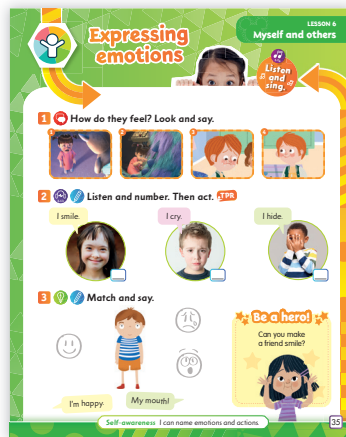 LESSON 6
Myself and others
Expressing
emotions
Listen
and
sing.
1 How do they feel? Look and say.
1
2
3
4
2 Listen and number. Then act. TPR
I smile.
I cry.
I hide.
3 Match and say.
Be a hero!
Can you make
a friend smile?
I'm happy.
My mouth!
Self-awareness I can name emotions and actions.
35